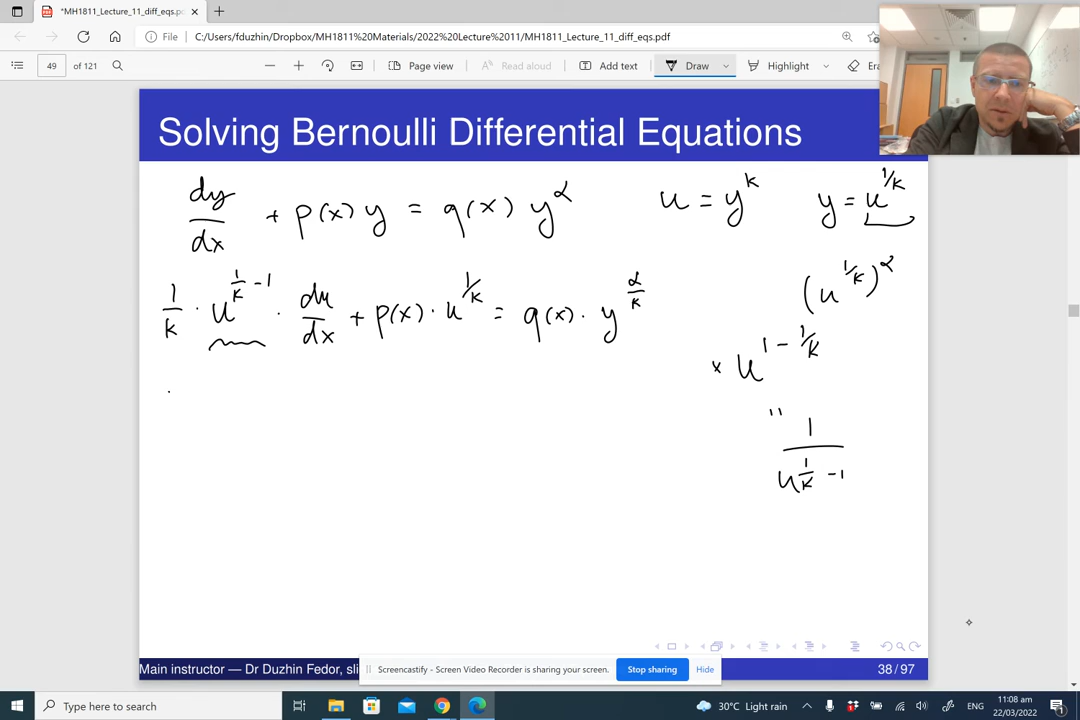 *MH1811_Lecture_11_diff_eqs.pd
File C:/Users/fduzhin/Dropbox/MH1811%20Materials/2022%20Lecture%2011/MH1811_Lecture_11_diff_eqs.pdf
49 of 121 Page view Read aloud Add text Draw Highlight Era
Solving Bernoulli Differential Equations
dy/dx + p(x) y = q(x) y^α u = y^k y = u^{1/k}
1/k · u^{1/k - 1} · du/dx + p(x) · u^{1/k} = q(x) · y^{α/k} (u^{1/k})^α
× u^{1 - 1/k}
" 1/u^{1/k - 1}
Main instructor — Dr Duzhin Fedor, sli 38/97
Screencastify - Screen Video Recorder is sharing your screen. Stop sharing Hide
Type here to search 30°C Light rain ENG 11:08 am
22/03/2022